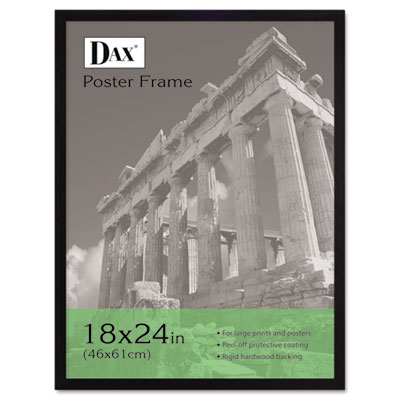 DAX®
Poster Frame
18x24in
(46x61cm)
• For large prints and posters
• Peel-off protective coating
• Rigid hardwood backing